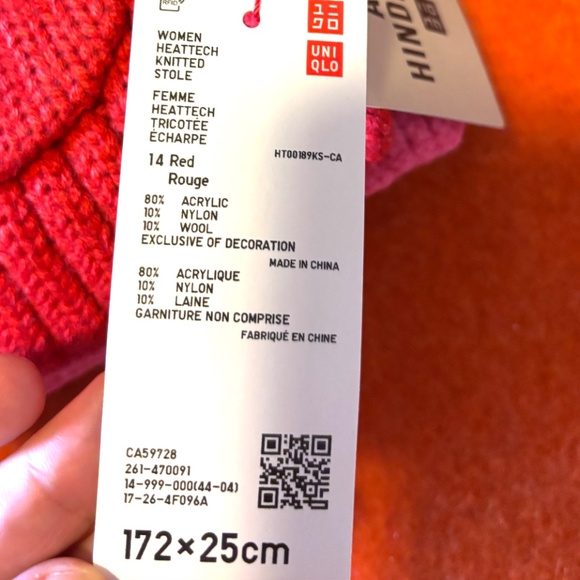 RFID
ユニ
クロ
UNI
QLO
WOMEN
HEATTECH
KNITTED
STOLE
FEMME
HEATTECH
TRICOTÉE
ÉCHARPE
14 Red
Rouge
HT00189KS-CA
80% ACRYLIC
10% NYLON
10% WOOL
EXCLUSIVE OF DECORATION
MADE IN CHINA
80% ACRYLIQUE
10% NYLON
10% LAINE
GARNITURE NON COMPRISE
FABRIQUÉ EN CHINE
CA59728
261-470091
14-999-000(44-04)
17-26-4F096A
172×25cm
HIND